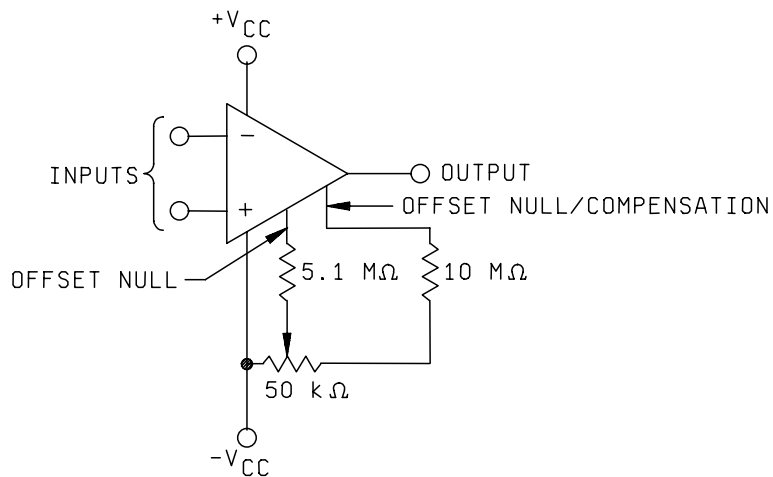 +VCC
−
INPUTS
OUTPUT
+
OFFSET NULL/COMPENSATION
OFFSET NULL
5.1 MΩ
10 MΩ
50 kΩ
-VCC